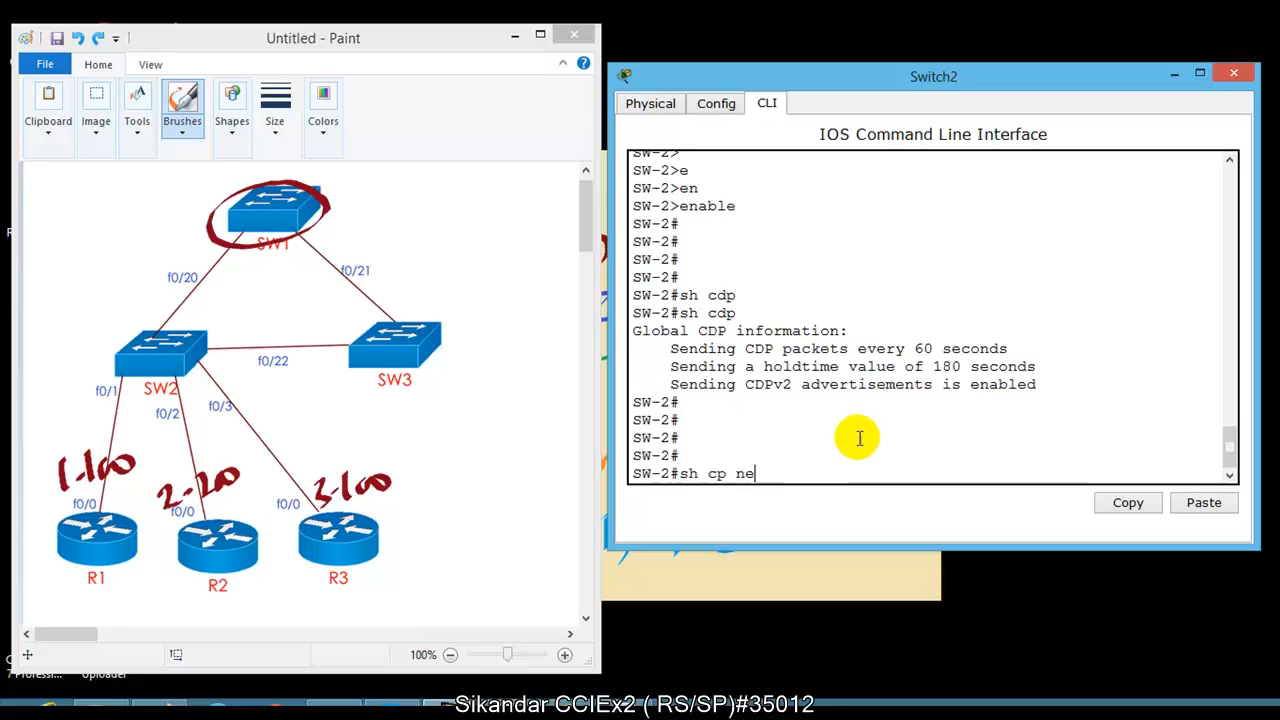 Untitled - Paint
File
Home
View
Clipboard
Image
Tools
Brushes
Shapes
Size
Colors
SW1
f0/20
f0/21
SW2
f0/22
SW3
f0/1
f0/2
f0/3
1-100
2-200
3-100
f0/0
f0/0
f0/0
R1
R2
R3
100%
Switch2
Physical
Config
CLI
IOS Command Line Interface
SW-2>
SW-2>e
SW-2>en
SW-2>enable
SW-2#
SW-2#
SW-2#
SW-2#
SW-2#sh cdp
SW-2#sh cdp
Global CDP information:
Sending CDP packets every 60 seconds
Sending a holdtime value of 180 seconds
Sending CDPv2 advertisements is enabled
SW-2#
SW-2#
SW-2#
SW-2#
SW-2#sh cp ne
Copy
Paste
Sikandar CCIEx2 ( RS/SP)#35012